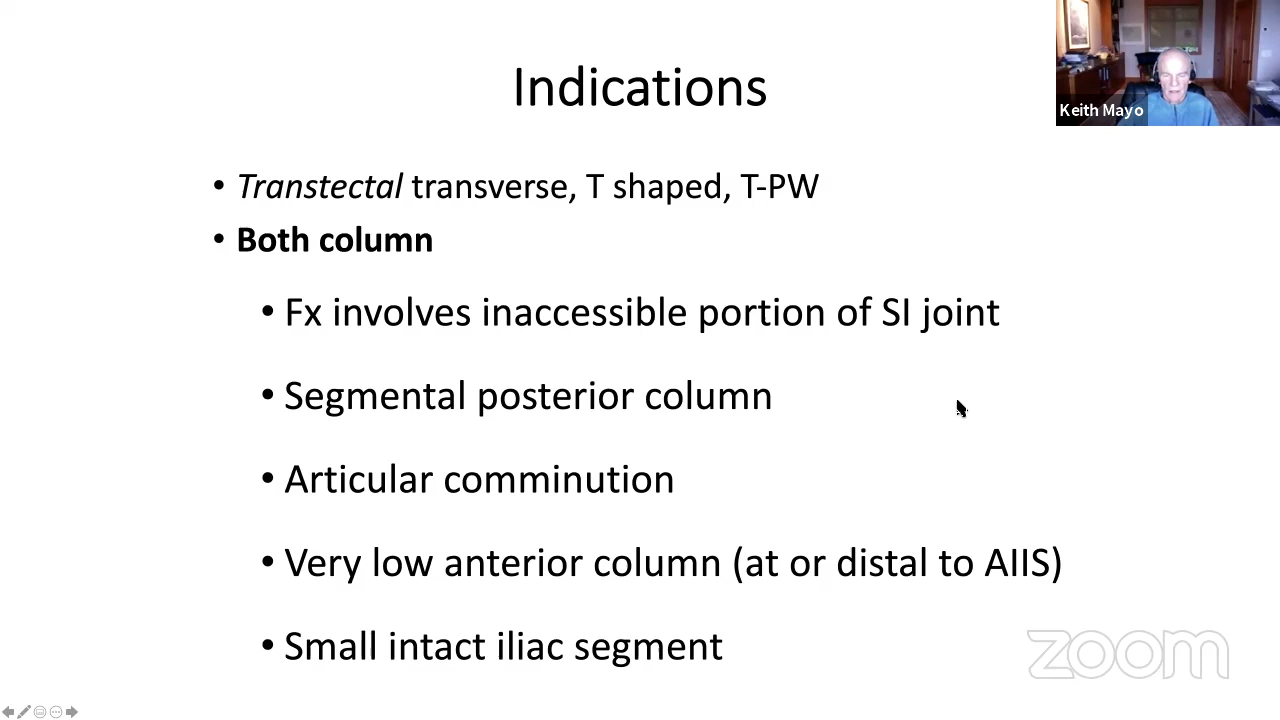 Indications
Keith Mayo
• Transtectal transverse, T shaped, T-PW
• Both column
• Fx involves inaccessible portion of SI joint
• Segmental posterior column
• Articular comminution
• Very low anterior column (at or distal to AIIS)
• Small intact iliac segment
zoom